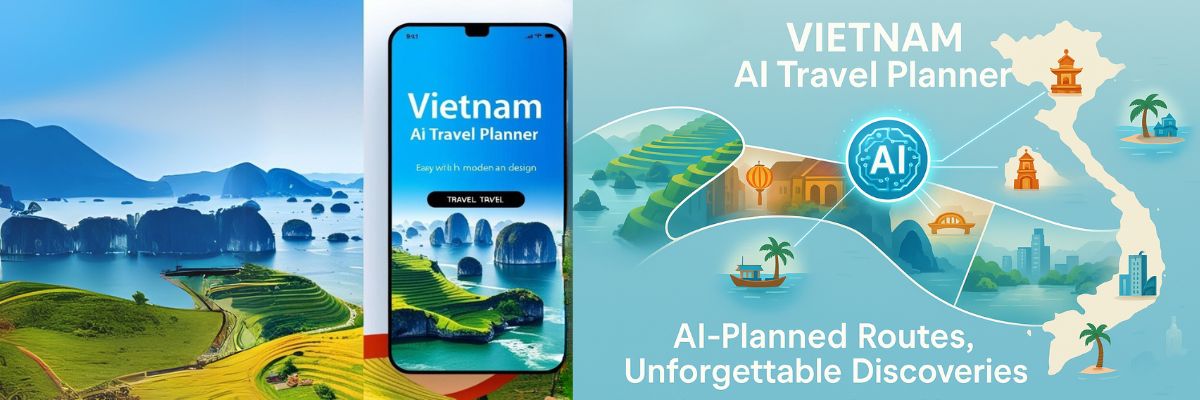 9:41
Vietnam
Ai Travel Planner
Easy with modern an design
TRAVEL TRAVEL
VIETNAM
AI Travel Planner
AI
AI-Planned Routes,
Unforgettable Discoveries